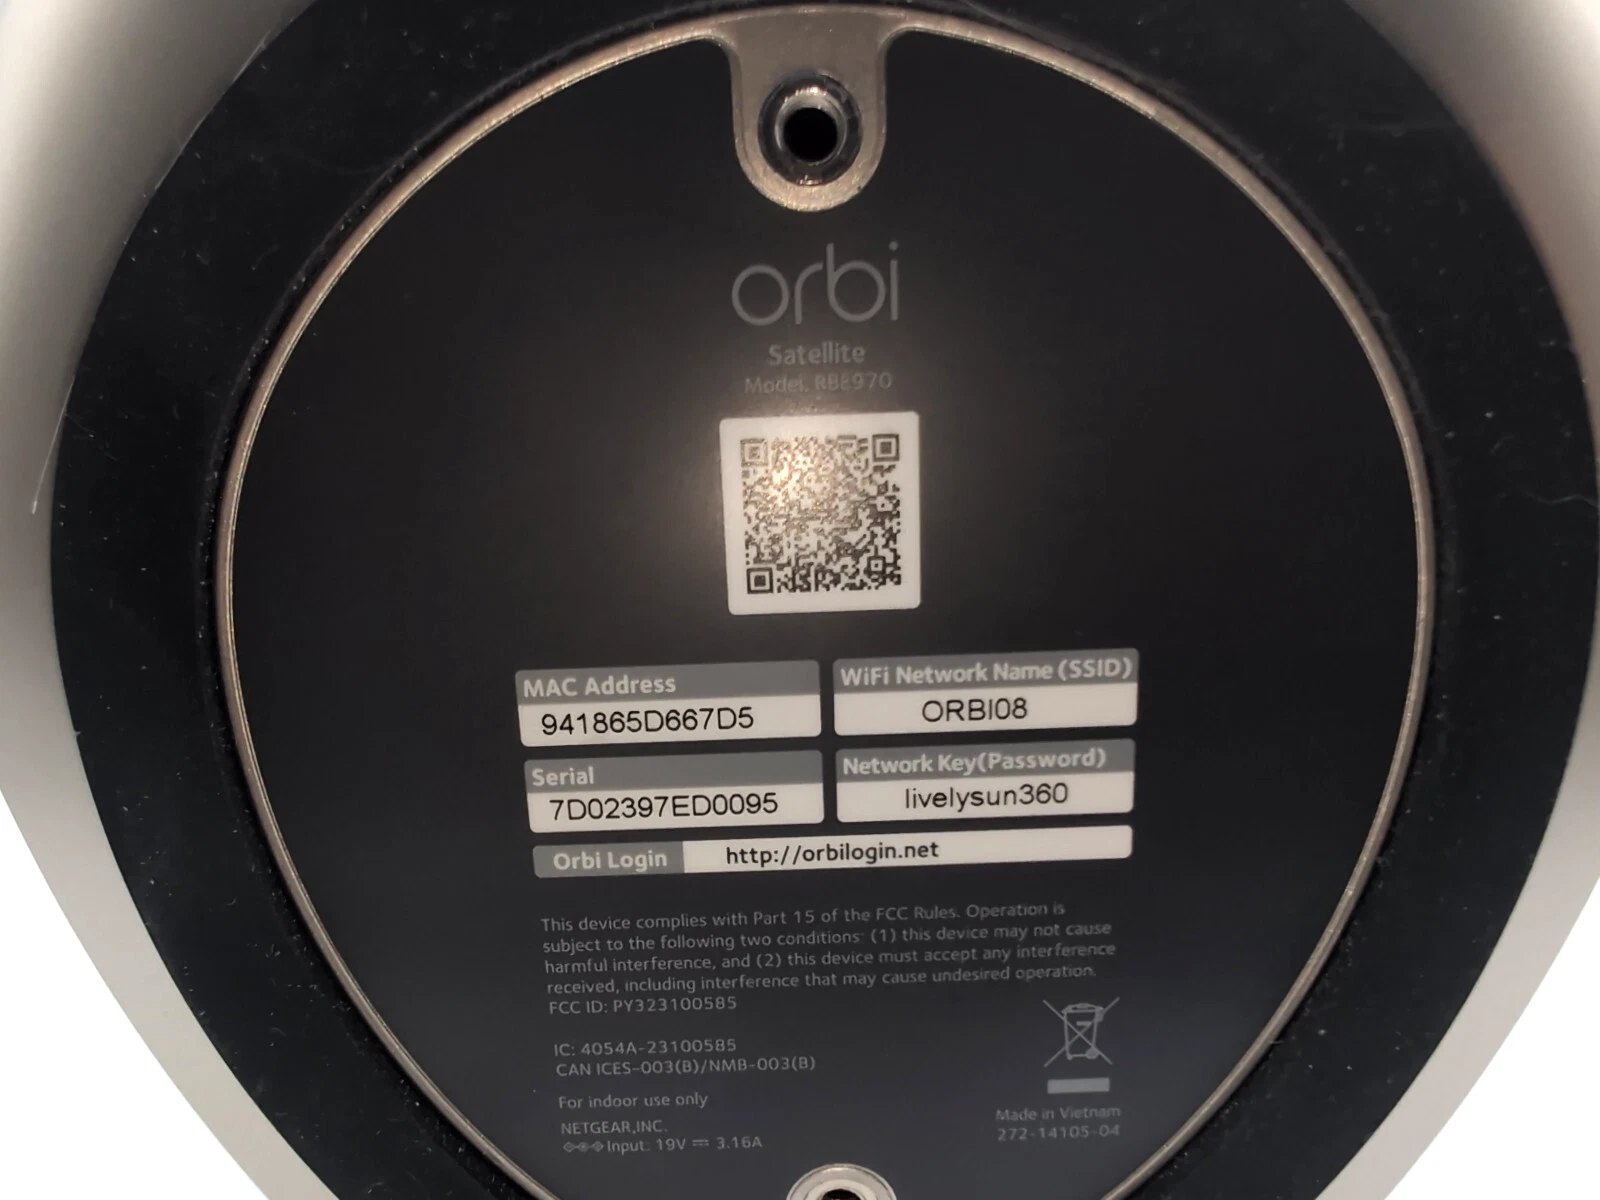 orbi
Satellite
Model. RBE970
MAC Address
941865D667D5
WiFi Network Name (SSID)
ORBI08
Serial
7D02397ED0095
Network Key(Password)
livelysun360
Orbi Login
http://orbilogin.net
This device complies with Part 15 of the FCC Rules. Operation is
subject to the following two conditions: (1) this device may not cause
harmful interference, and (2) this device must accept any interference
received, including interference that may cause undesired operation.
FCC ID: PY323100585
IC: 4054A-23100585
CAN ICES-003(B)/NMB-003(B)
For indoor use only
NETGEAR,INC.
Input: 19V ⎓ 3.16A
Made in Vietnam
272-14105-04